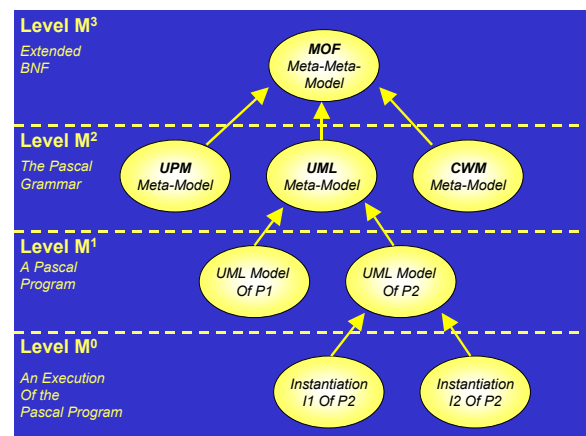 Level M³
Extended
BNF
MOF
Meta-Meta-
Model
Level M²
The Pascal
Grammar
UPM
Meta-Model
UML
Meta-Model
CWM
Meta-Model
Level M¹
A Pascal
Program
UML Model
Of P1
UML Model
Of P2
Level M⁰
An Execution
Of the
Pascal Program
Instantiation
I1 Of P2
Instantiation
I2 Of P2